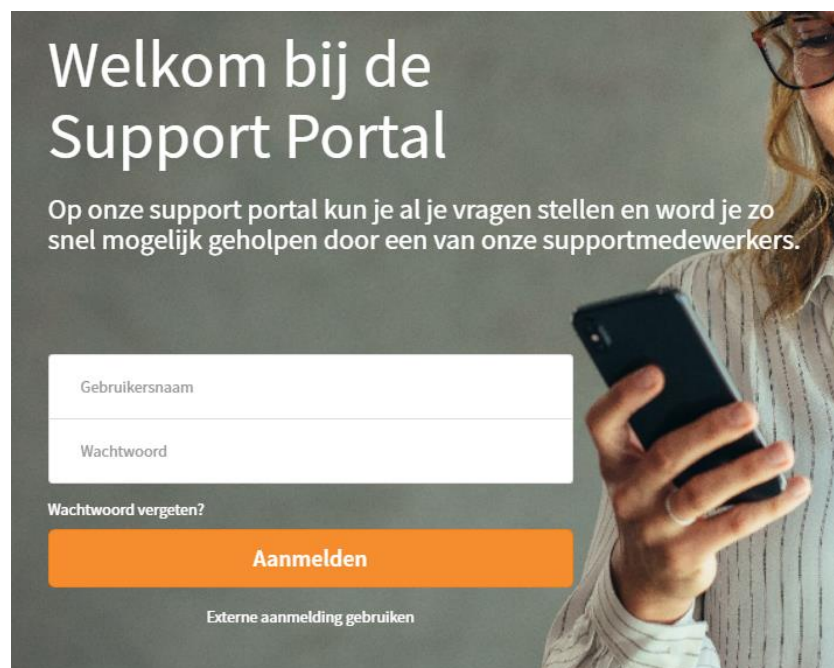 Welkom bij de
Support Portal
Op onze support portal kun je al je vragen stellen en word je zo
snel mogelijk geholpen door een van onze supportmedewerkers.
Gebruikersnaam
Wachtwoord
Wachtwoord vergeten?
Aanmelden
Externe aanmelding gebruiken